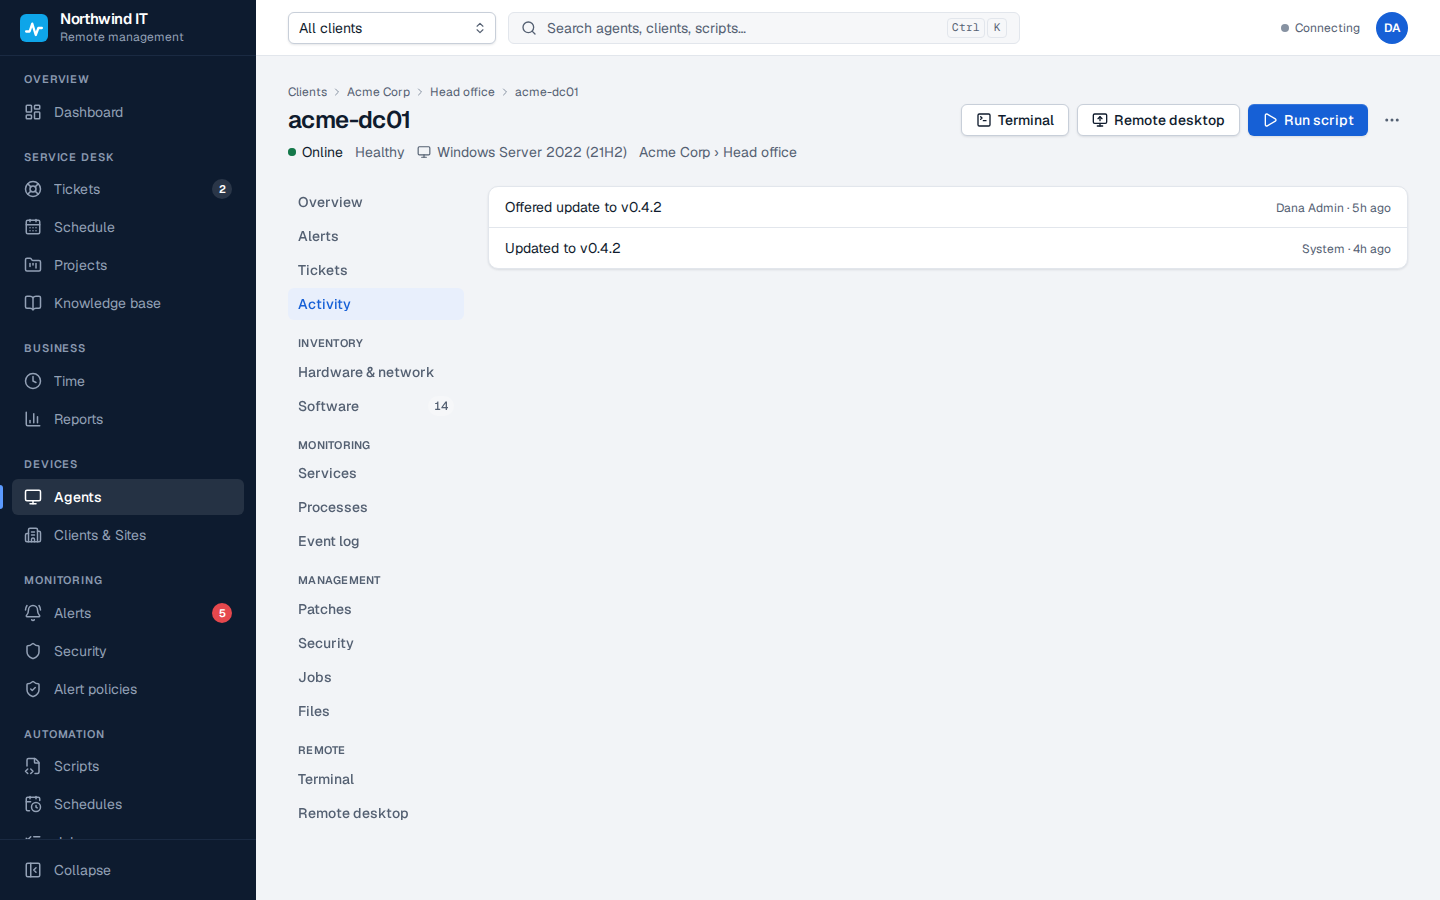 Northwind IT
Remote management
OVERVIEW
Dashboard
SERVICE DESK
Tickets 2
Schedule
Projects
Knowledge base
BUSINESS
Time
Reports
DEVICES
Agents
Clients & Sites
MONITORING
Alerts 5
Security
Alert policies
AUTOMATION
Scripts
Schedules
Collapse
All clients
Search agents, clients, scripts... Ctrl K
Connecting DA
Clients › Acme Corp › Head office › acme-dc01
acme-dc01
Terminal Remote desktop Run script
Online Healthy Windows Server 2022 (21H2) Acme Corp › Head office
Overview
Alerts
Tickets
Activity
INVENTORY
Hardware & network
Software 14
MONITORING
Services
Processes
Event log
MANAGEMENT
Patches
Security
Jobs
Files
REMOTE
Terminal
Remote desktop
Offered update to v0.4.2 Dana Admin · 5h ago
Updated to v0.4.2 System · 4h ago